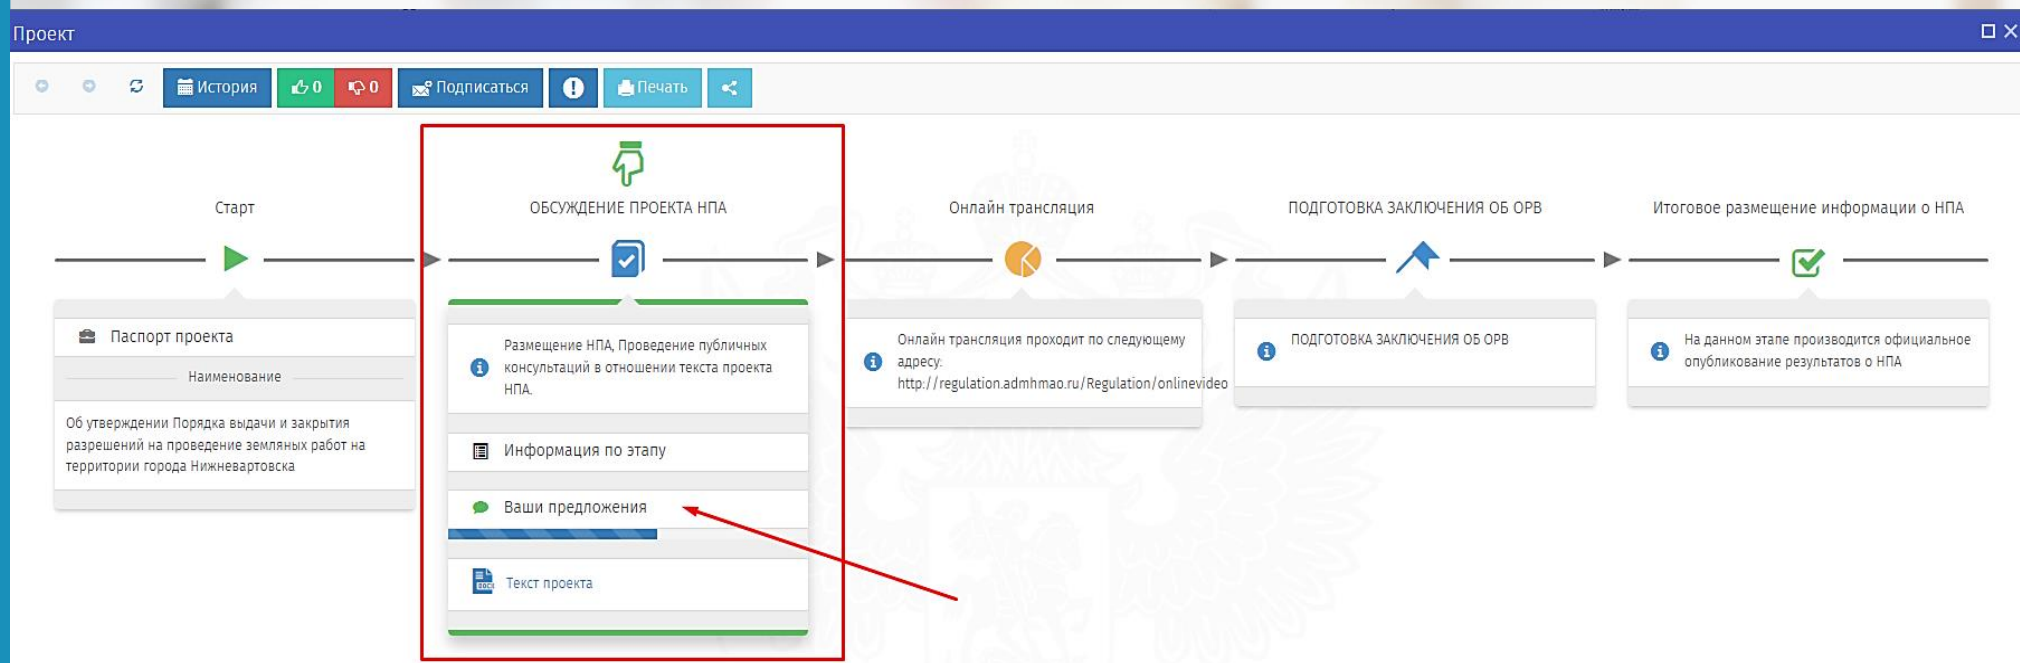 Проект
История
0
0
Подписаться
Печать
Старт
Паспорт проекта
Наименование
Об утверждении Порядка выдачи и закрытия
разрешений на проведение земляных работ на
территории города Нижневартовска
ОБСУЖДЕНИЕ ПРОЕКТА НПА
Размещение НПА, Проведение публичных
консультаций в отношении текста проекта
НПА.
Информация по этапу
Ваши предложения
DOCX
Текст проекта
Онлайн трансляция
Онлайн трансляция проходит по следующему
адресу:
http://regulation.admhmao.ru/Regulation/onlinevideo
ПОДГОТОВКА ЗАКЛЮЧЕНИЯ ОБ ОРВ
ПОДГОТОВКА ЗАКЛЮЧЕНИЯ ОБ ОРВ
Итоговое размещение информации о НПА
На данном этапе производится официальное
опубликование результатов о НПА